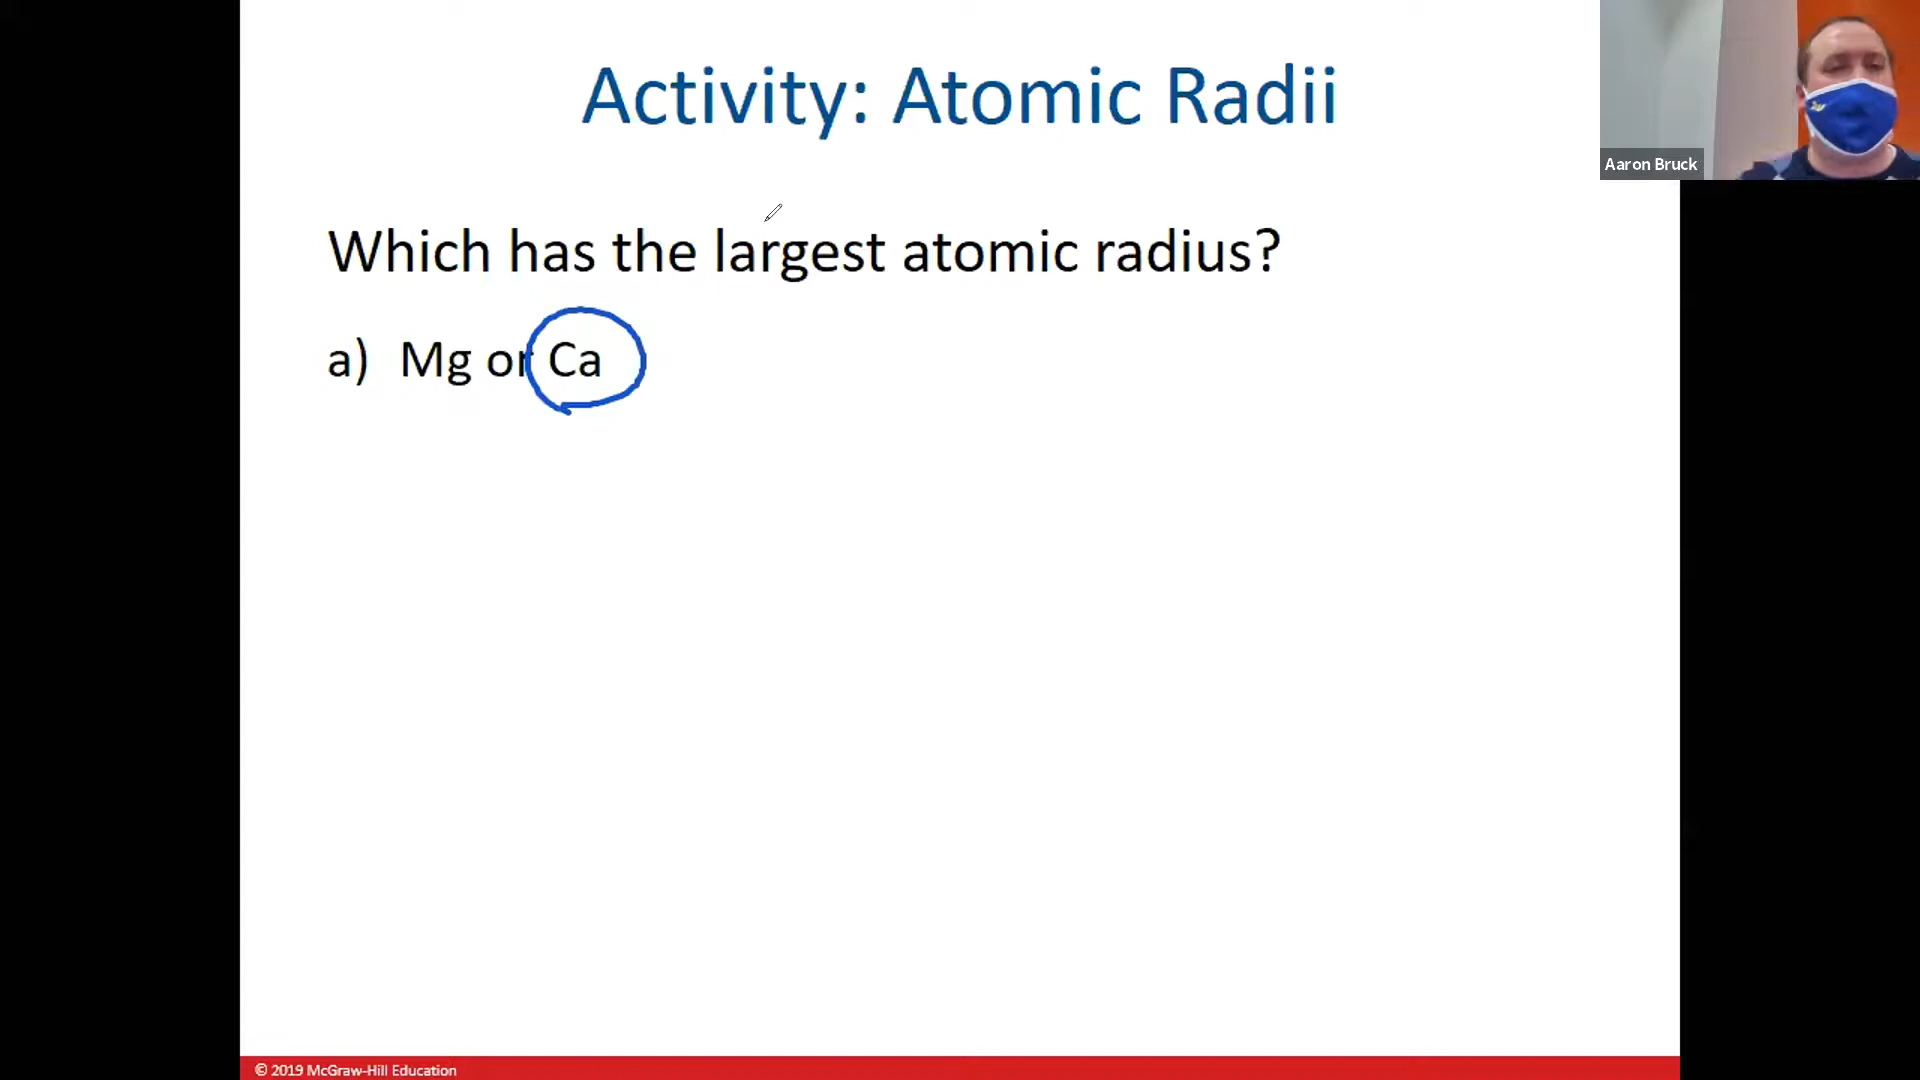 Activity: Atomic Radii
Aaron Bruck
Which has the largest atomic radius?
a) Mg or Ca
© 2019 McGraw-Hill Education